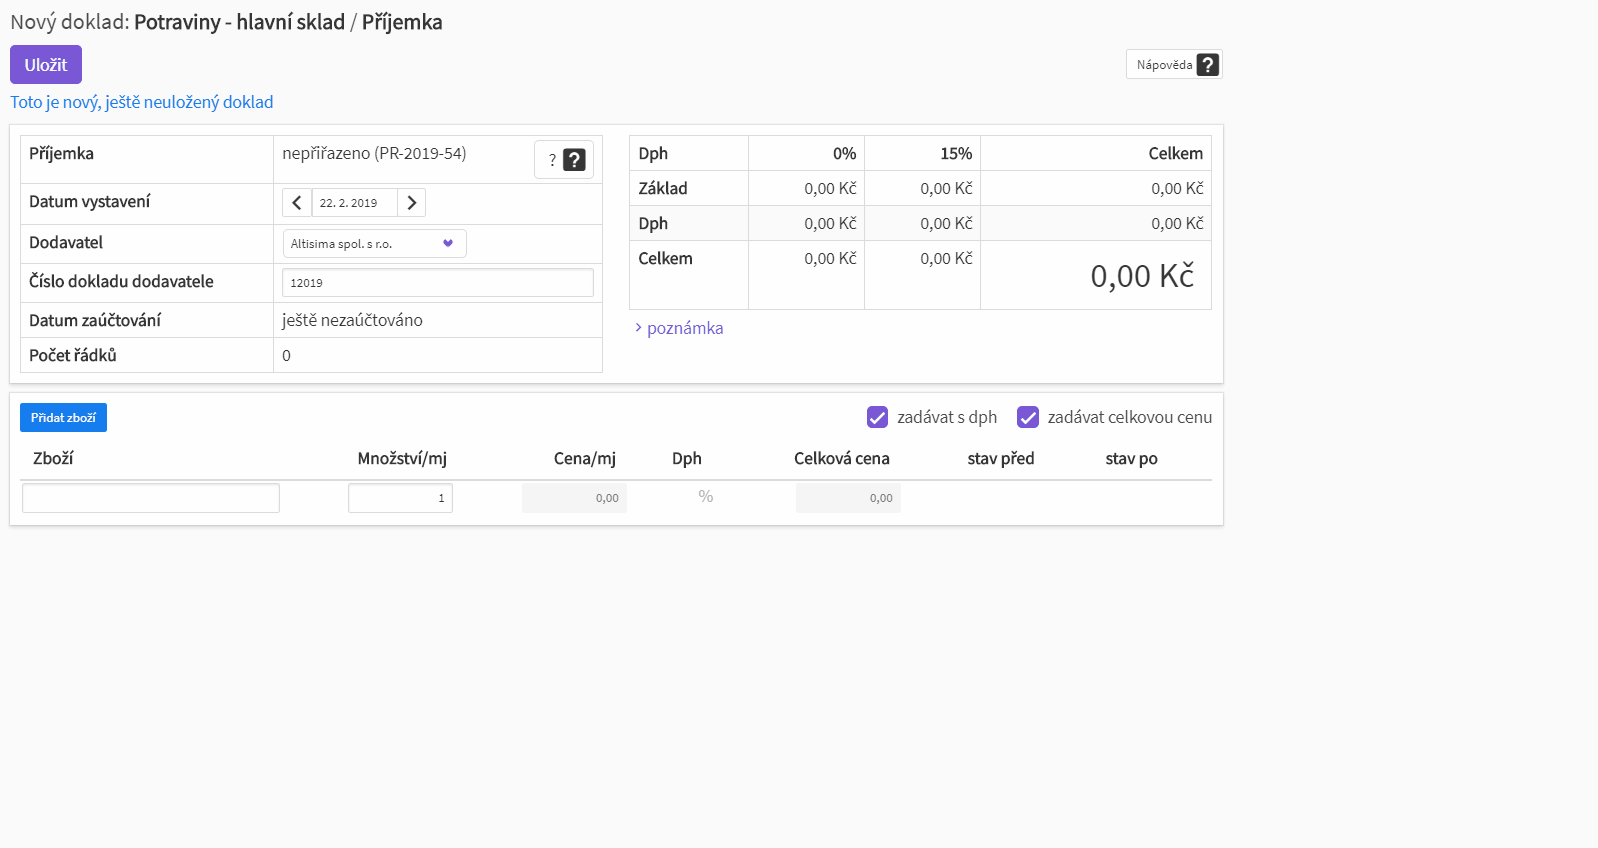 Nový doklad: Potraviny - hlavní sklad / Příjemka
Uložit
Nápověda ?
Toto je nový, ještě neuložený doklad
Příjemka nepřiřazeno (PR-2019-54) ? ?
Datum vystavení 22. 2. 2019
Dodavatel Altisima spol. s r.o.
Číslo dokladu dodavatele 12019
Datum zaúčtování ještě nezaúčtováno
Počet řádků 0
Dph 0% 15% Celkem
Základ 0,00 Kč 0,00 Kč 0,00 Kč
Dph 0,00 Kč 0,00 Kč 0,00 Kč
Celkem 0,00 Kč 0,00 Kč 0,00 Kč
poznámka
Přidat zboží zadávat s dph zadávat celkovou cenu
Zboží Množství/mj Cena/mj Dph Celková cena stav před stav po
1 0,00 % 0,00